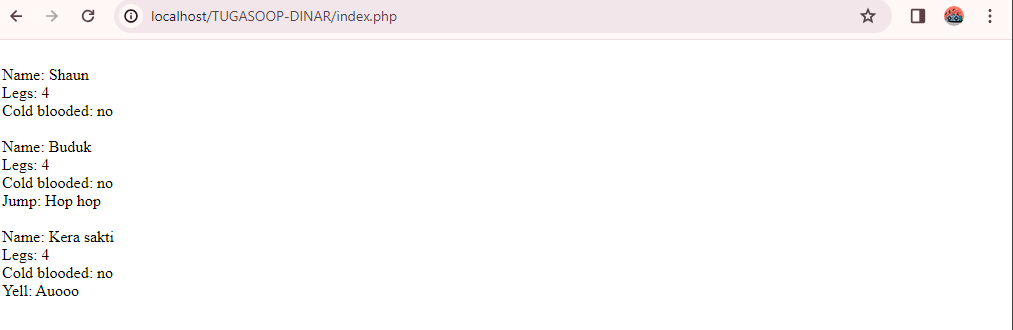 localhost/TUGASOOP-DINAR/index.php
Name: Shaun
Legs: 4
Cold blooded: no
Name: Buduk
Legs: 4
Cold blooded: no
Jump: Hop hop
Name: Kera sakti
Legs: 4
Cold blooded: no
Yell: Auooo